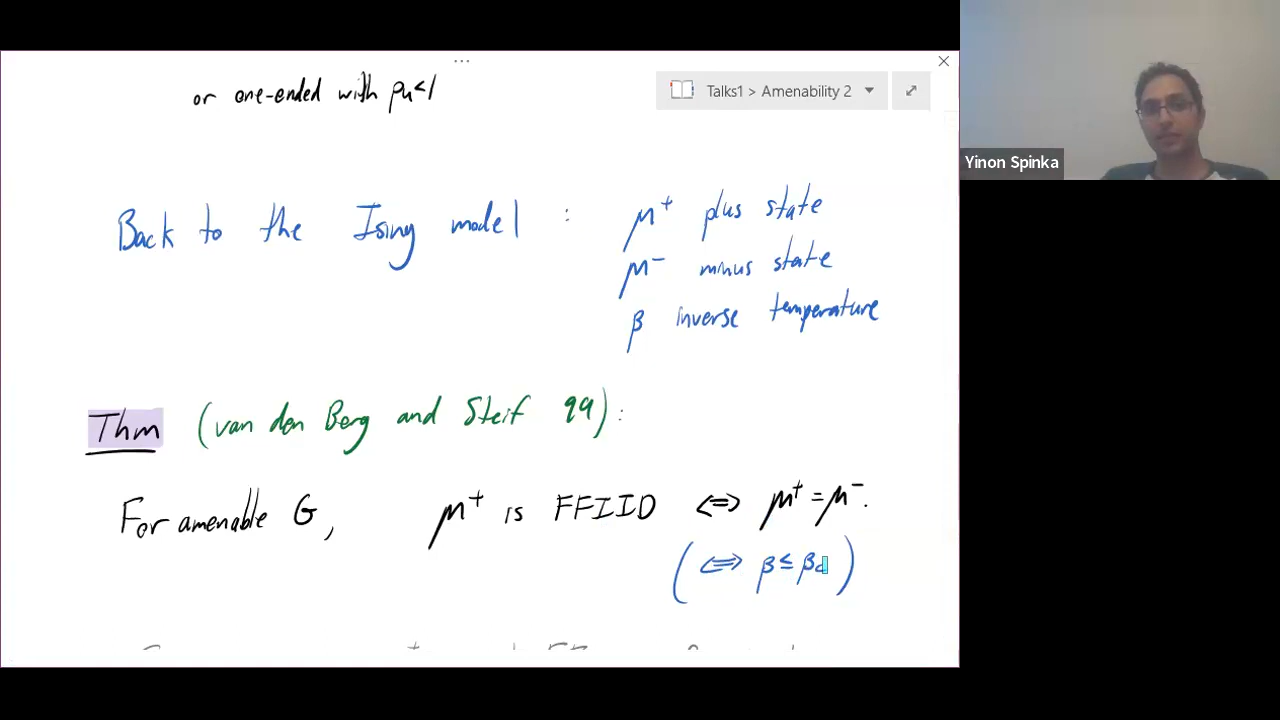 or one-ended with pu<1
Talks1 > Amenability 2
Yinon Spinka
Back to the Ising model : μ⁺ plus state
μ⁻ minus state
β inverse temperature
Thm (van den Berg and Steif 99):
For amenable G, μ⁺ is FFIID ⇔ μ⁺ = μ⁻.
(⇔ β ≤ βc)